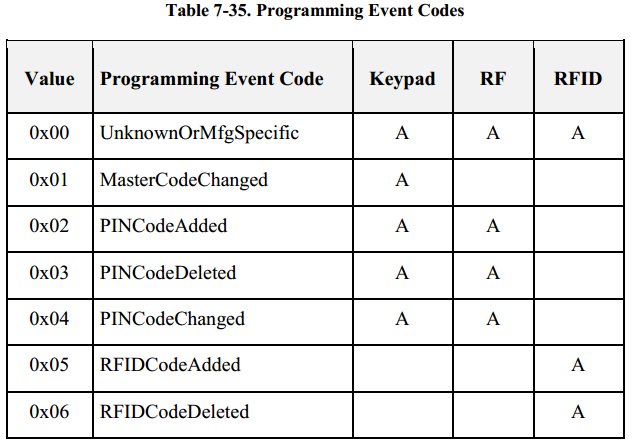 Table 7-35. Programming Event Codes
Value Programming Event Code Keypad RF RFID
0x00 UnknownOrMfgSpecific A A A
0x01 MasterCodeChanged A
0x02 PINCodeAdded A A
0x03 PINCodeDeleted A A
0x04 PINCodeChanged A A
0x05 RFIDCodeAdded A
0x06 RFIDCodeDeleted A